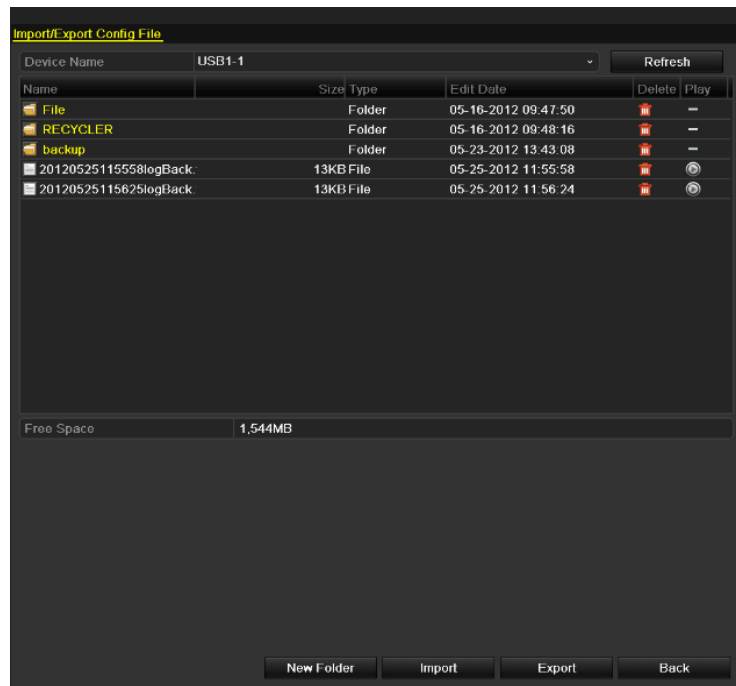 Import/Export Config File
Device Name USB1-1 Refresh
Name Size Type Edit Date Delete Play
File Folder 05-16-2012 09:47:50 –
RECYCLER Folder 05-16-2012 09:48:16 –
backup Folder 05-23-2012 13:43:08 –
20120525115558logBack. 13KB File 05-25-2012 11:55:58
20120525115625logBack. 13KB File 05-25-2012 11:56:24
Free Space 1,544MB
New Folder Import Export Back